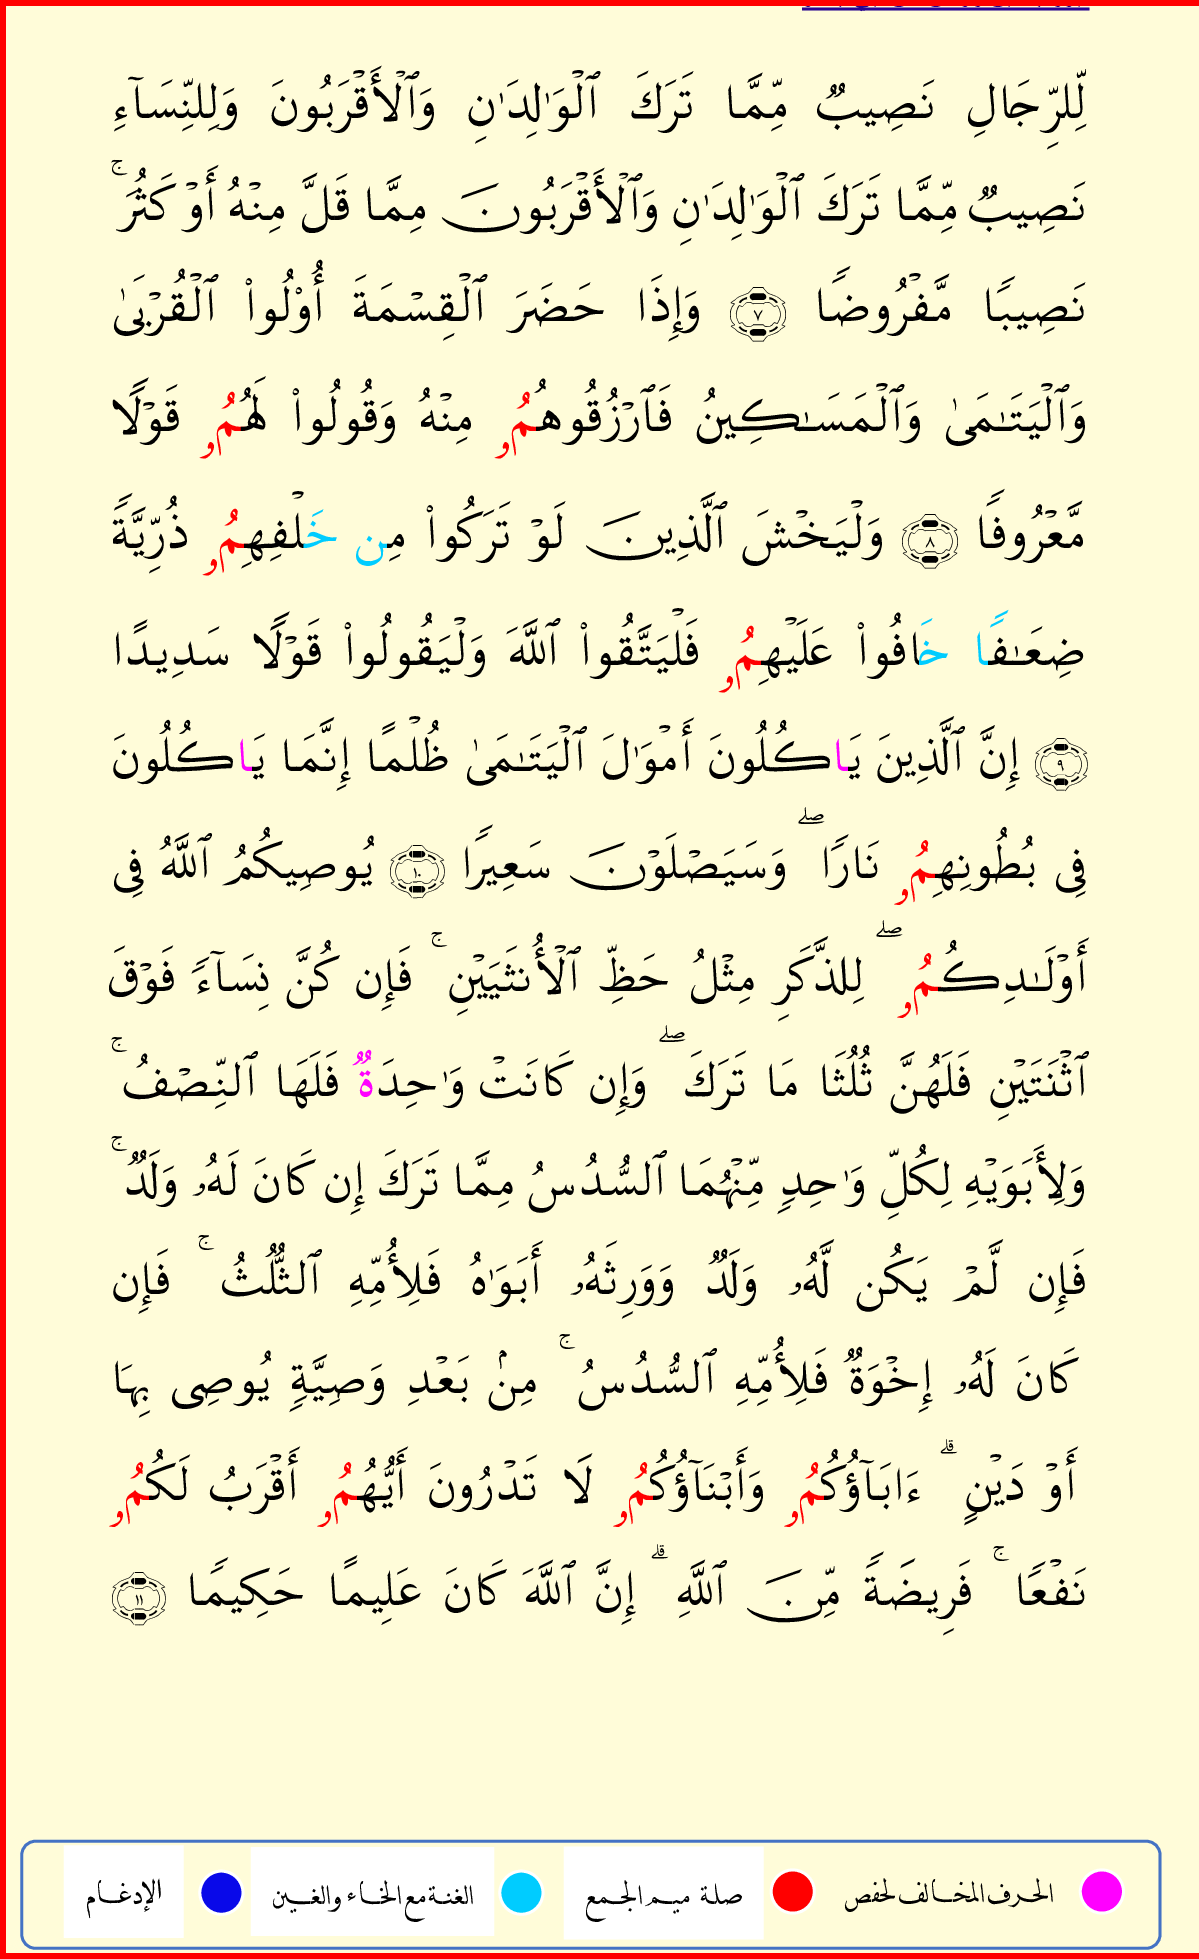 لِّلرِّجَالِ نَصِيبٌ مِّمَّا تَرَكَ ٱلْوَٰلِدَٰنِ وَٱلْأَقْرَبُونَ وَلِلنِّسَآءِ
نَصِيبٌ مِّمَّا تَرَكَ ٱلْوَٰلِدَٰنِ وَٱلْأَقْرَبُونَ مِمَّا قَلَّ مِنْهُ أَوْ كَثُرَ ۚ
نَصِيبًا مَّفْرُوضًا ٧ وَإِذَا حَضَرَ ٱلْقِسْمَةَ أُوْلُواْ ٱلْقُرْبَىٰ
وَٱلْيَتَـٰمَىٰ وَٱلْمَسَـٰكِينُ فَٱرْزُقُوهُمُۥ مِنْهُ وَقُولُواْ لَهُمُۥ قَوْلًا
مَّعْرُوفًا ٨ وَلْيَخْشَ ٱلَّذِينَ لَوْ تَرَكُواْ مِن خَلْفِهِمُۥ ذُرِّيَّةً
ضِعَـٰفًا خَافُواْ عَلَيْهِمُۥ فَلْيَتَّقُواْ ٱللَّهَ وَلْيَقُولُواْ قَوْلًا سَدِيدًا
٩ إِنَّ ٱلَّذِينَ يَاكُلُونَ أَمْوَٰلَ ٱلْيَتَـٰمَىٰ ظُلْمًا إِنَّمَا يَاكُلُونَ
فِى بُطُونِهِمُۥ نَارًا ۖ وَسَيَصْلَوْنَ سَعِيرًا ١٠ يُوصِيكُمُ ٱللَّهُ فِى
أَوْلَـٰدِكُمُۥ ۖ لِلذَّكَرِ مِثْلُ حَظِّ ٱلْأُنثَيَيْنِ ۚ فَإِن كُنَّ نِسَآءً فَوْقَ
ٱثْنَتَيْنِ فَلَهُنَّ ثُلُثَا مَا تَرَكَ ۖ وَإِن كَانَتْ وَٰحِدَةٌ فَلَهَا ٱلنِّصْفُ ۚ
وَلِأَبَوَيْهِ لِكُلِّ وَٰحِدٍ مِّنْهُمَا ٱلسُّدُسُ مِمَّا تَرَكَ إِن كَانَ لَهُۥ وَلَدٌ ۚ
فَإِن لَّمْ يَكُن لَّهُۥ وَلَدٌ وَوَرِثَهُۥ أَبَوَٰهُ فَلِأُمِّهِ ٱلثُّلُثُ ۚ فَإِن
كَانَ لَهُۥ إِخْوَةٌ فَلِأُمِّهِ ٱلسُّدُسُ ۚ مِنۢ بَعْدِ وَصِيَّةٍ يُوصِى بِهَا
أَوْ دَيْنٍ ۗ ءَابَآؤُكُمُۥ وَأَبْنَآؤُكُمُۥ لَا تَدْرُونَ أَيُّهُمُۥ أَقْرَبُ لَكُمُۥ
نَفْعًا ۚ فَرِيضَةً مِّنَ ٱللَّهِ ۗ إِنَّ ٱللَّهَ كَانَ عَلِيمًا حَكِيمًا ١١
الحرف المخالف لحفص صلة ميم الجمع الغنة مع الخاء والغين الإدغام